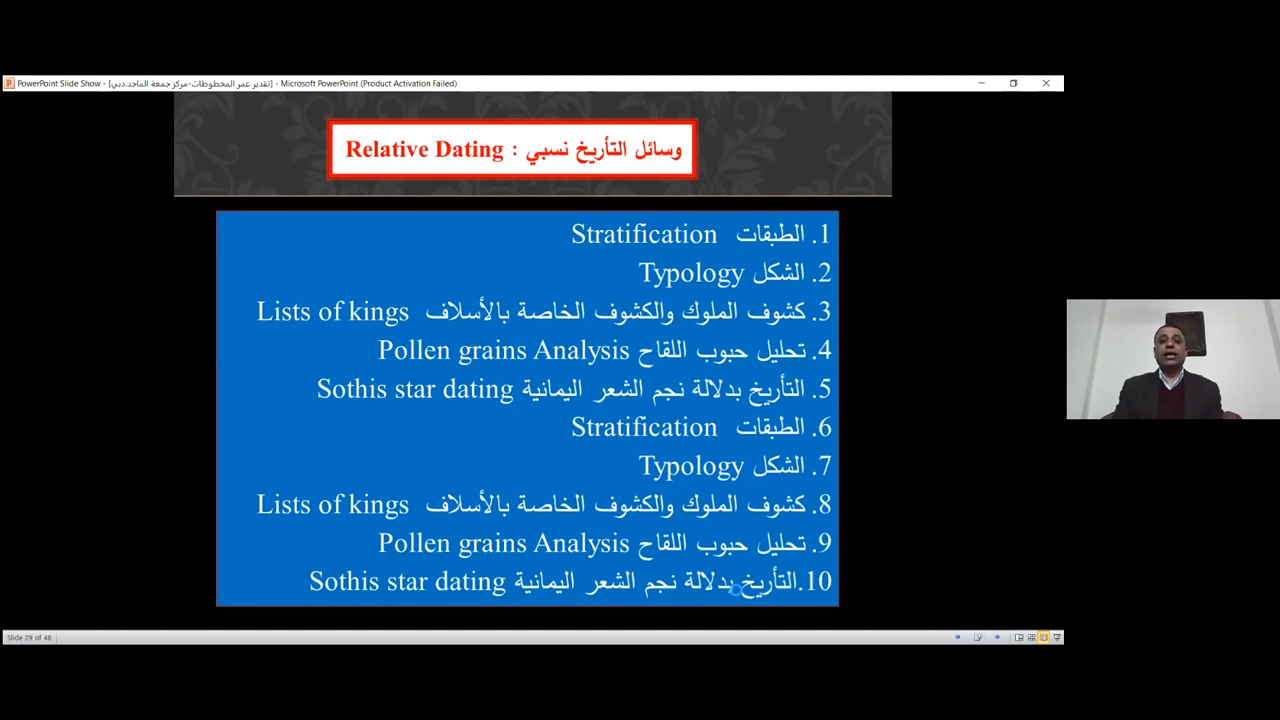 PowerPoint Slide Show - [تقدير عمر المخطوطات-مركز جمعة الماجد.دبي] - Microsoft PowerPoint (Product Activation Failed)
وسائل التأريخ نسبي : Relative Dating
1. الطبقات Stratification
2. الشكل Typology
3. كشوف الملوك والكشوف الخاصة بالأسلاف Lists of kings
4. تحليل حبوب اللقاح Pollen grains Analysis
5. التأريخ بدلالة نجم الشعر اليمانية Sothis star dating
6. الطبقات Stratification
7. الشكل Typology
8. كشوف الملوك والكشوف الخاصة بالأسلاف Lists of kings
9. تحليل حبوب اللقاح Pollen grains Analysis
10.التأريخ بدلالة نجم الشعر اليمانية Sothis star dating
Slide 29 of 48